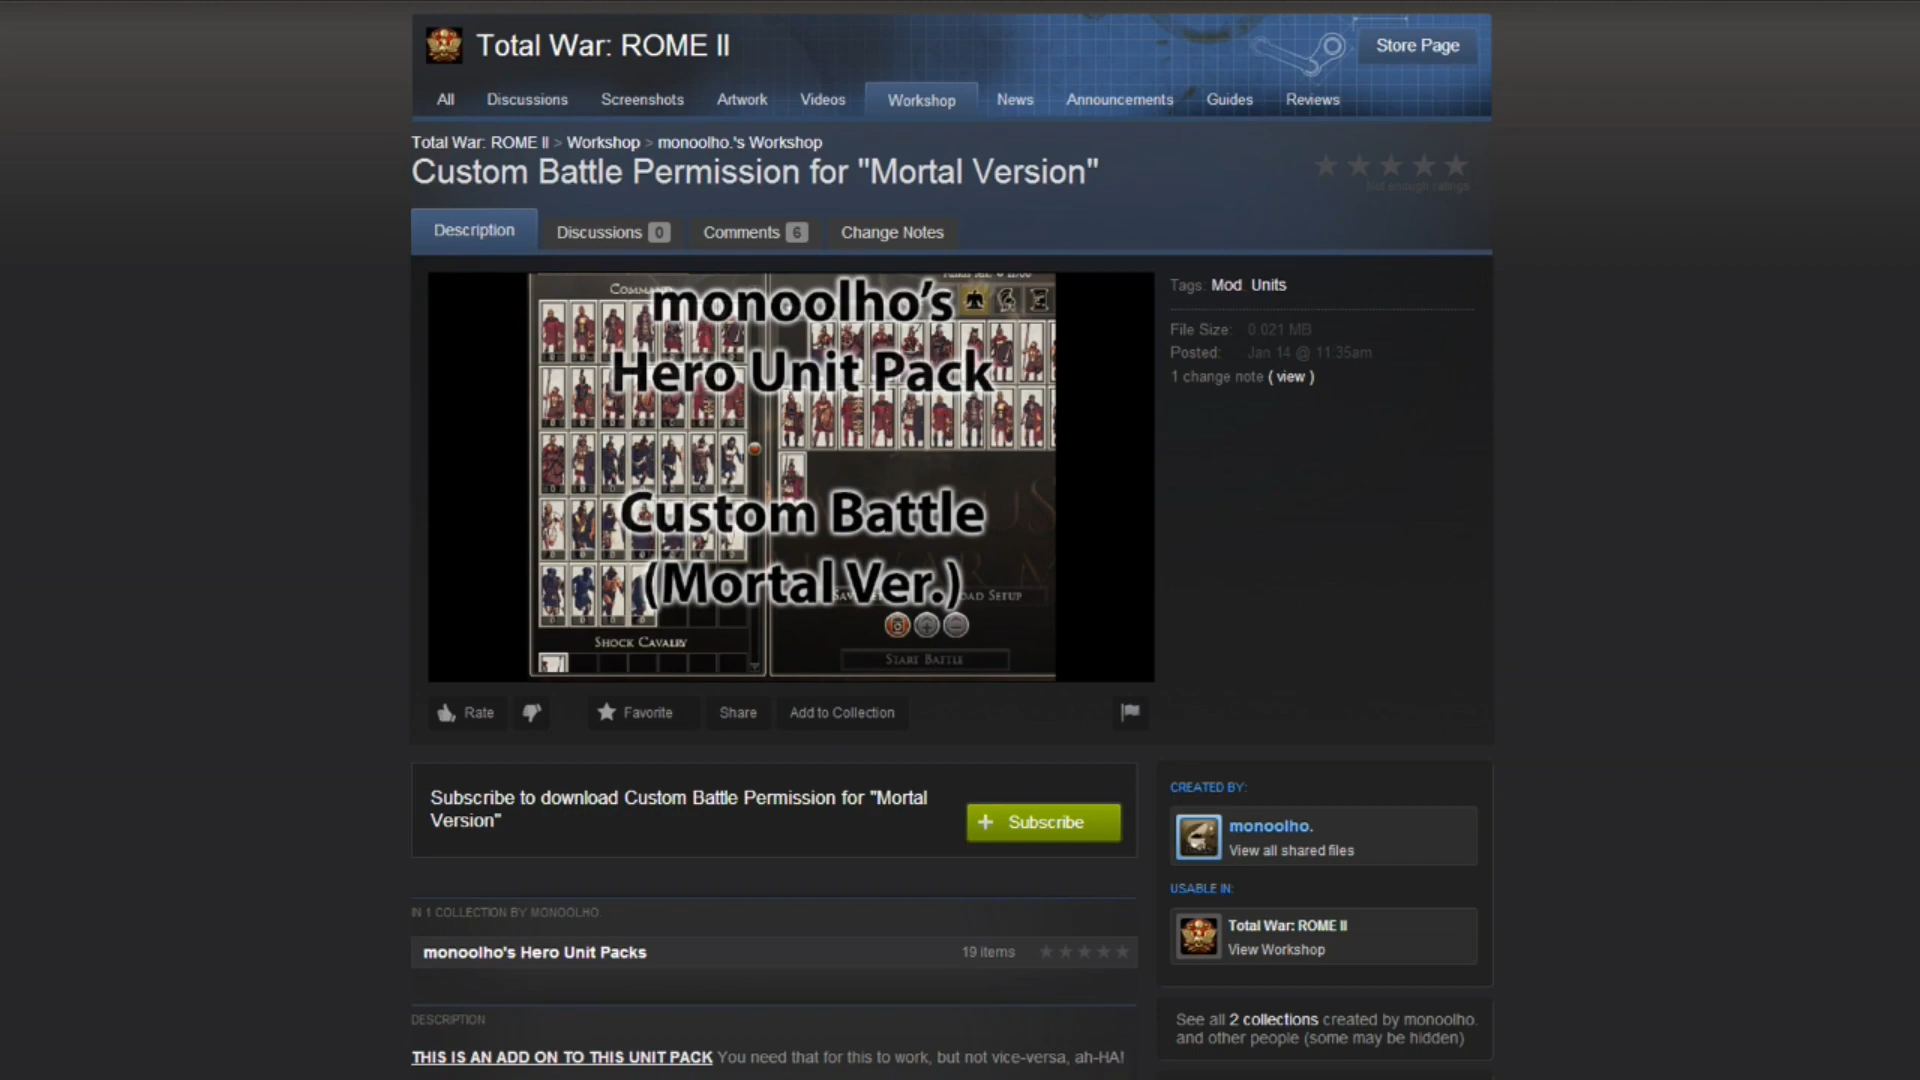 Total War: ROME II
Store Page
All Discussions Screenshots Artwork Videos Workshop News Announcements Guides Reviews
Total War: ROME II > Workshop > monoolho.'s Workshop
Custom Battle Permission for "Mortal Version"
Not enough ratings
Description Discussions 0 Comments 6 Change Notes
monoolho's
Hero Unit Pack
Custom Battle
(Mortal Ver.)
SHOCK CAVALRY
START BATTLE
Tags: Mod Units
File Size: 0.021 MB
Posted: Jan 14 @ 11:35am
1 change note ( view )
Rate Favorite Share Add to Collection
Subscribe to download Custom Battle Permission for "Mortal
Version"
+ Subscribe
IN 1 COLLECTION BY MONOOLHO.
monoolho's Hero Unit Packs 19 items
DESCRIPTION
THIS IS AN ADD ON TO THIS UNIT PACK You need that for this to work, but not vice-versa, ah-HA!
CREATED BY:
monoolho.
View all shared files
USABLE IN:
Total War: ROME II
View Workshop
See all 2 collections created by monoolho.
and other people (some may be hidden)